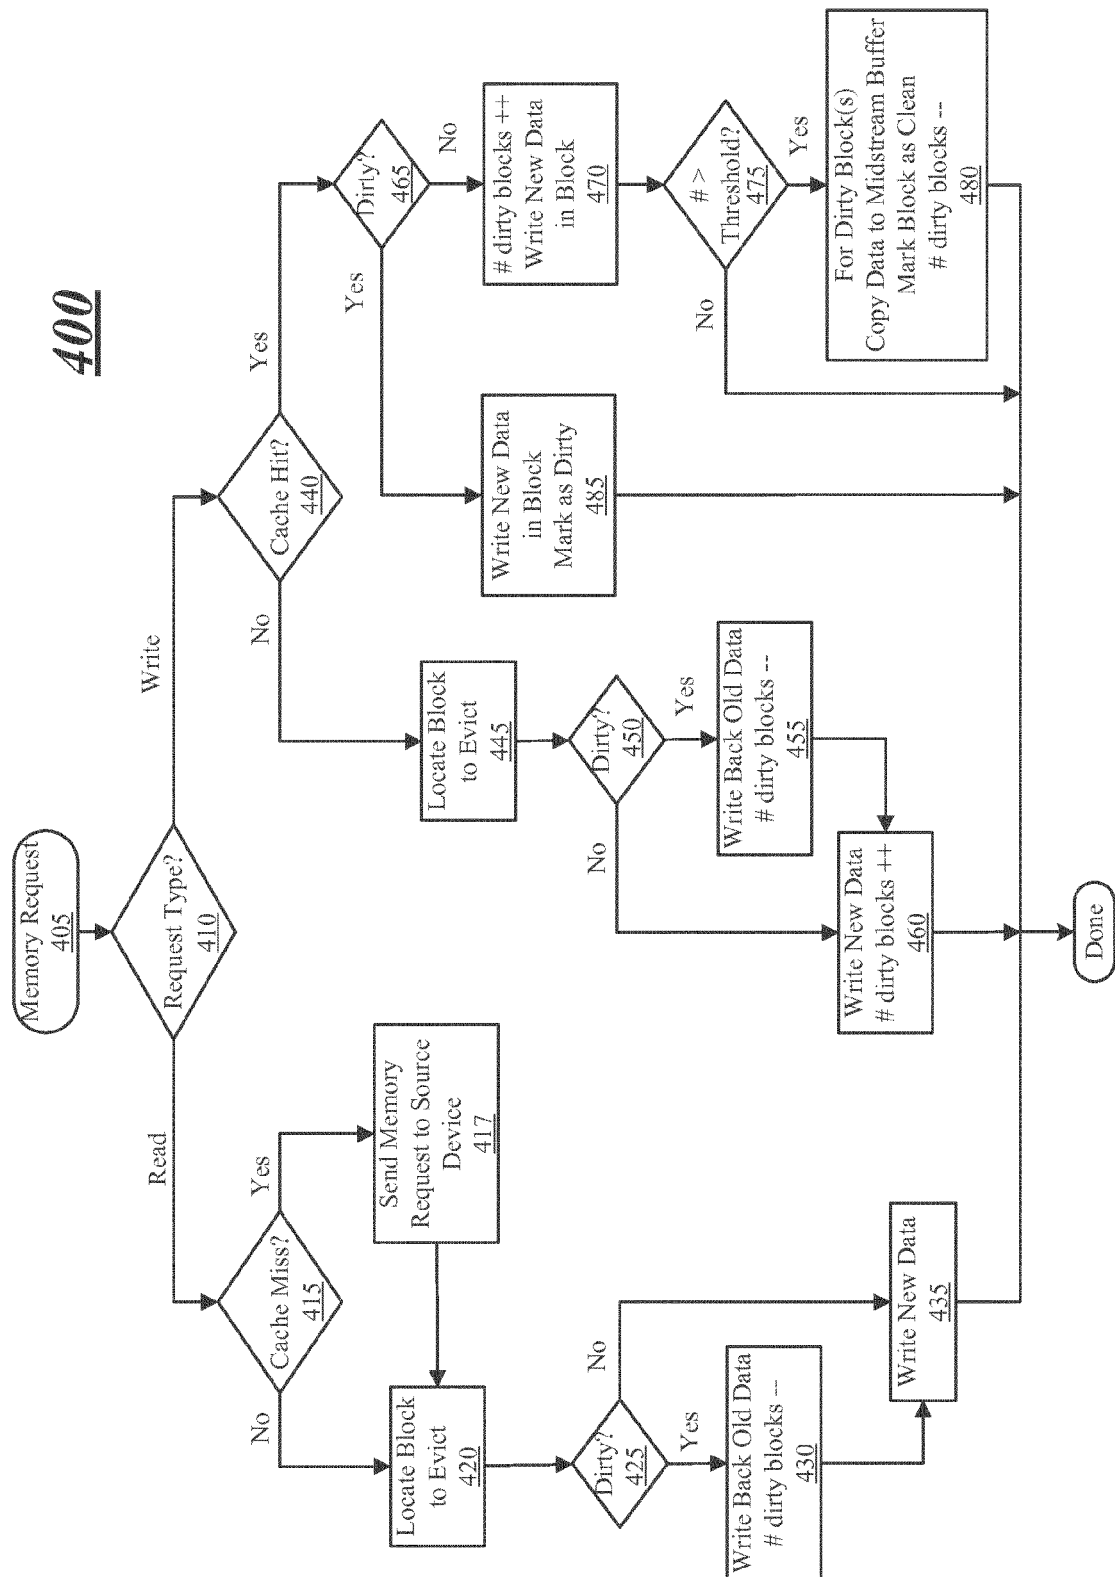 400
Memory Request
405
Request Type?
410
Read
Write
Cache Miss?
415
Yes
No
Send Memory
Request to Source
Device
417
Locate Block
to Evict
420
Dirty?
425
No
Yes
Write Back Old Data
# dirty blocks --
430
Write New Data
435
Cache Hit?
440
No
Yes
Locate Block
to Evict
445
Dirty?
450
No
Yes
Write Back Old Data
# dirty blocks --
455
Write New Data
# dirty blocks ++
460
Dirty?
465
Yes
No
Write New Data
in Block
Mark as Dirty
485
# dirty blocks ++
Write New Data
in Block
470
# >
Threshold?
475
No
Yes
For Dirty Block(s)
Copy Data to Midstream Buffer
Mark Block as Clean
# dirty blocks --
480
Done